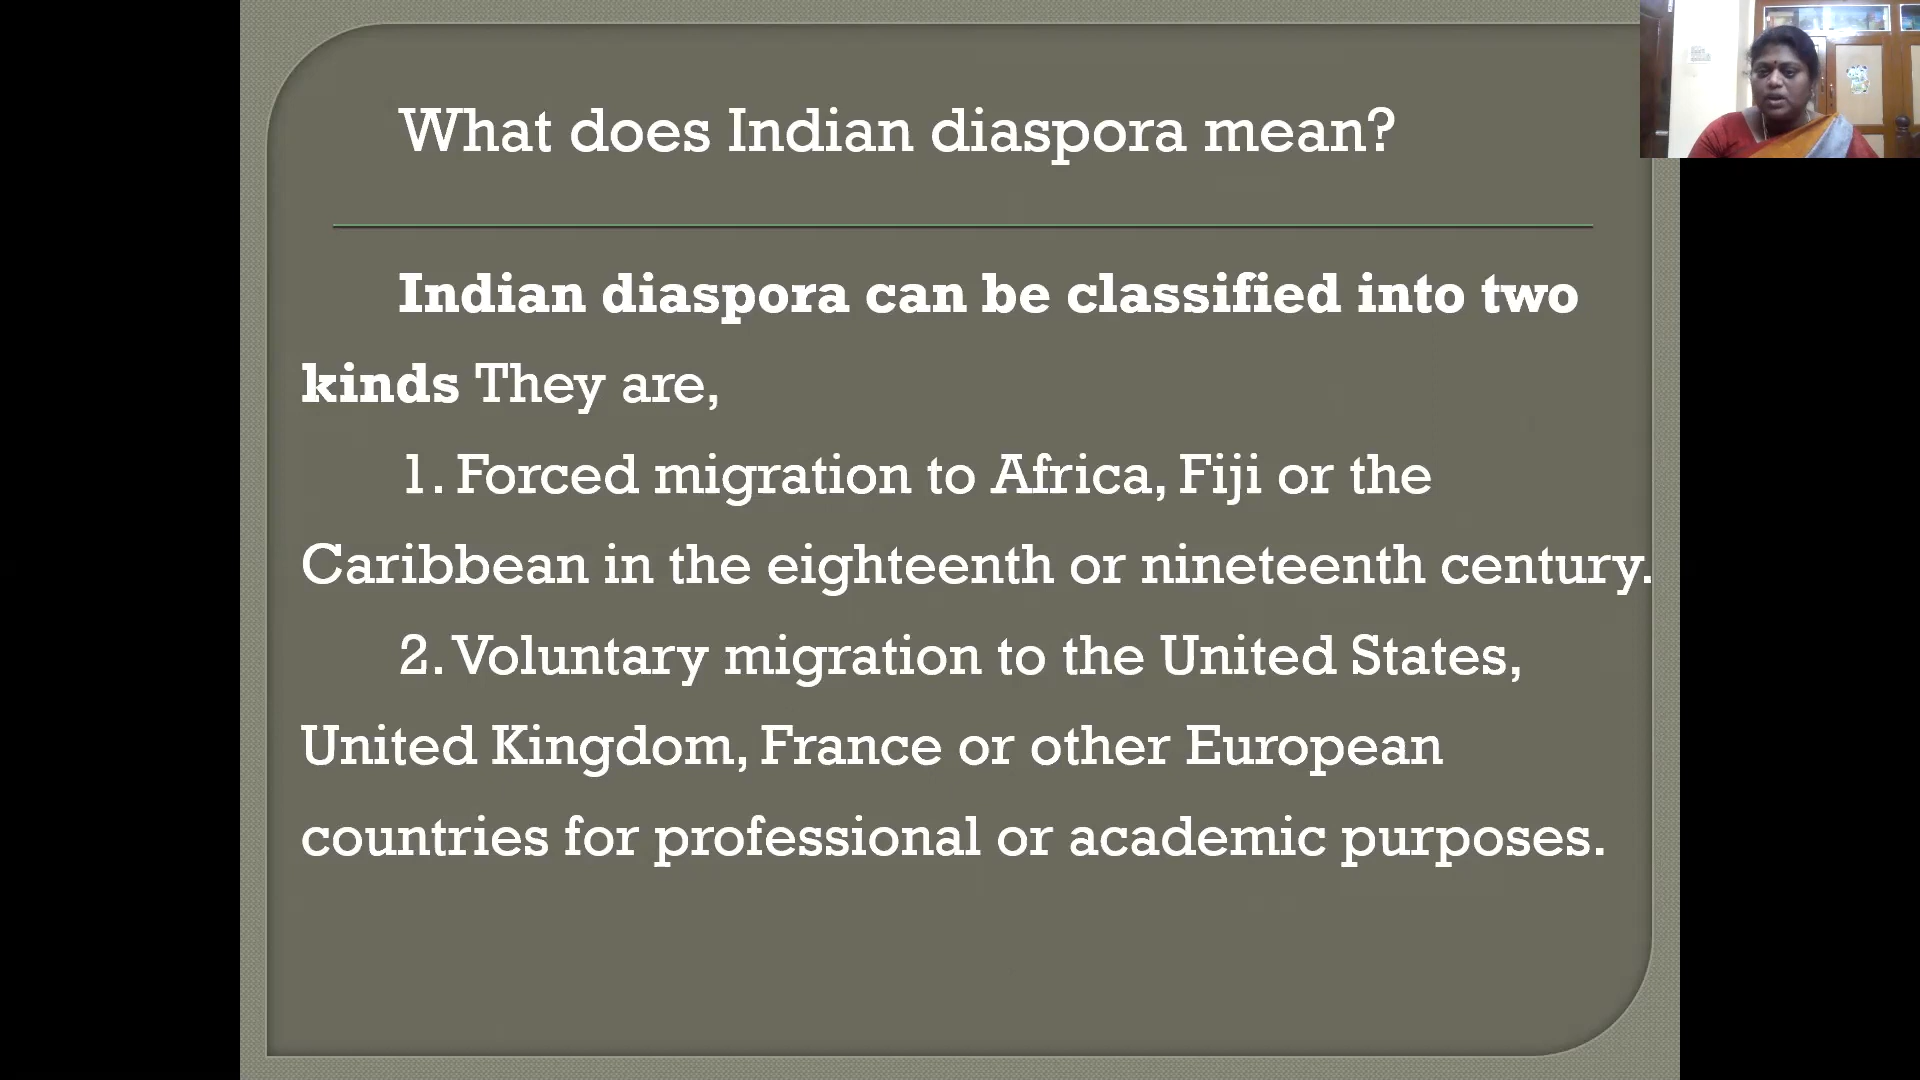 What does Indian diaspora mean?
Indian diaspora can be classified into two
kinds They are,
1. Forced migration to Africa, Fiji or the
Caribbean in the eighteenth or nineteenth century.
2. Voluntary migration to the United States,
United Kingdom, France or other European
countries for professional or academic purposes.